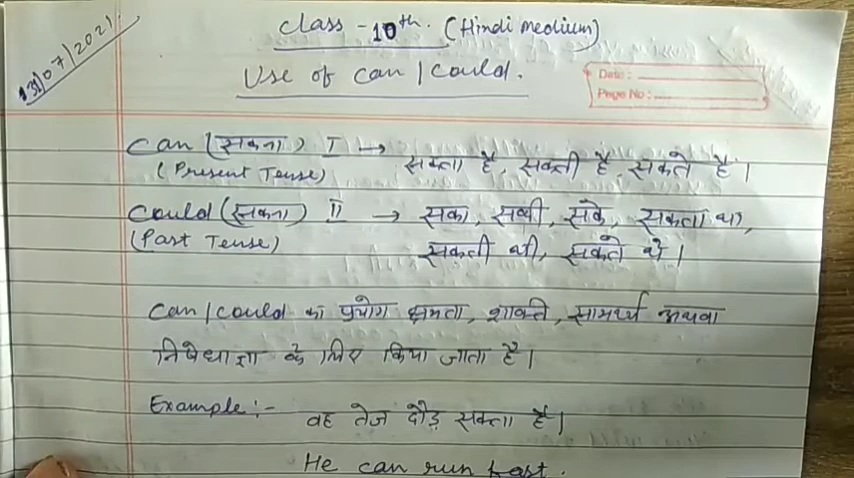 Class - 10th. (Hindi Medium)
13/07/2021
Use of can / could.
Date :
Page No :
Can (सकना) I → सकता है, सकती है, सकते है।
(Present Tense)
Could (सकना) II → सका, सकी, सके, सकता था,
(Past Tense) सकती थी, सकते थे।
Can / could का प्रयोग क्षमता, शक्ति, सामर्थ्य अथवा
निषेधाज्ञा के लिए किया जाता है।
Example :- वह तेज दौड़ सकता है।
He can run fast.